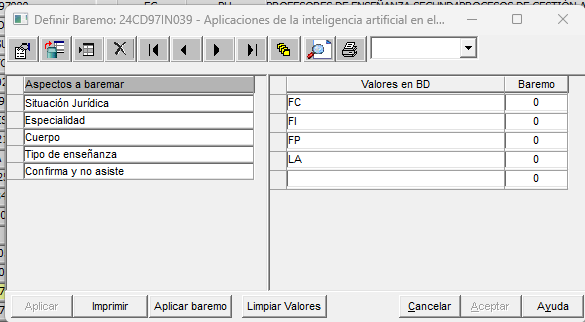 Definir Baremo: 24CD97IN039 - Aplicaciones de la inteligencia artificial en el...
Aspectos a baremar
Situación Jurídica
Especialidad
Cuerpo
Tipo de enseñanza
Confirma y no asiste
Valores en BD Baremo
FC 0
FI 0
FP 0
LA 0
0
Aplicar Imprimir Aplicar baremo Limpiar Valores Cancelar Aceptar Ayuda